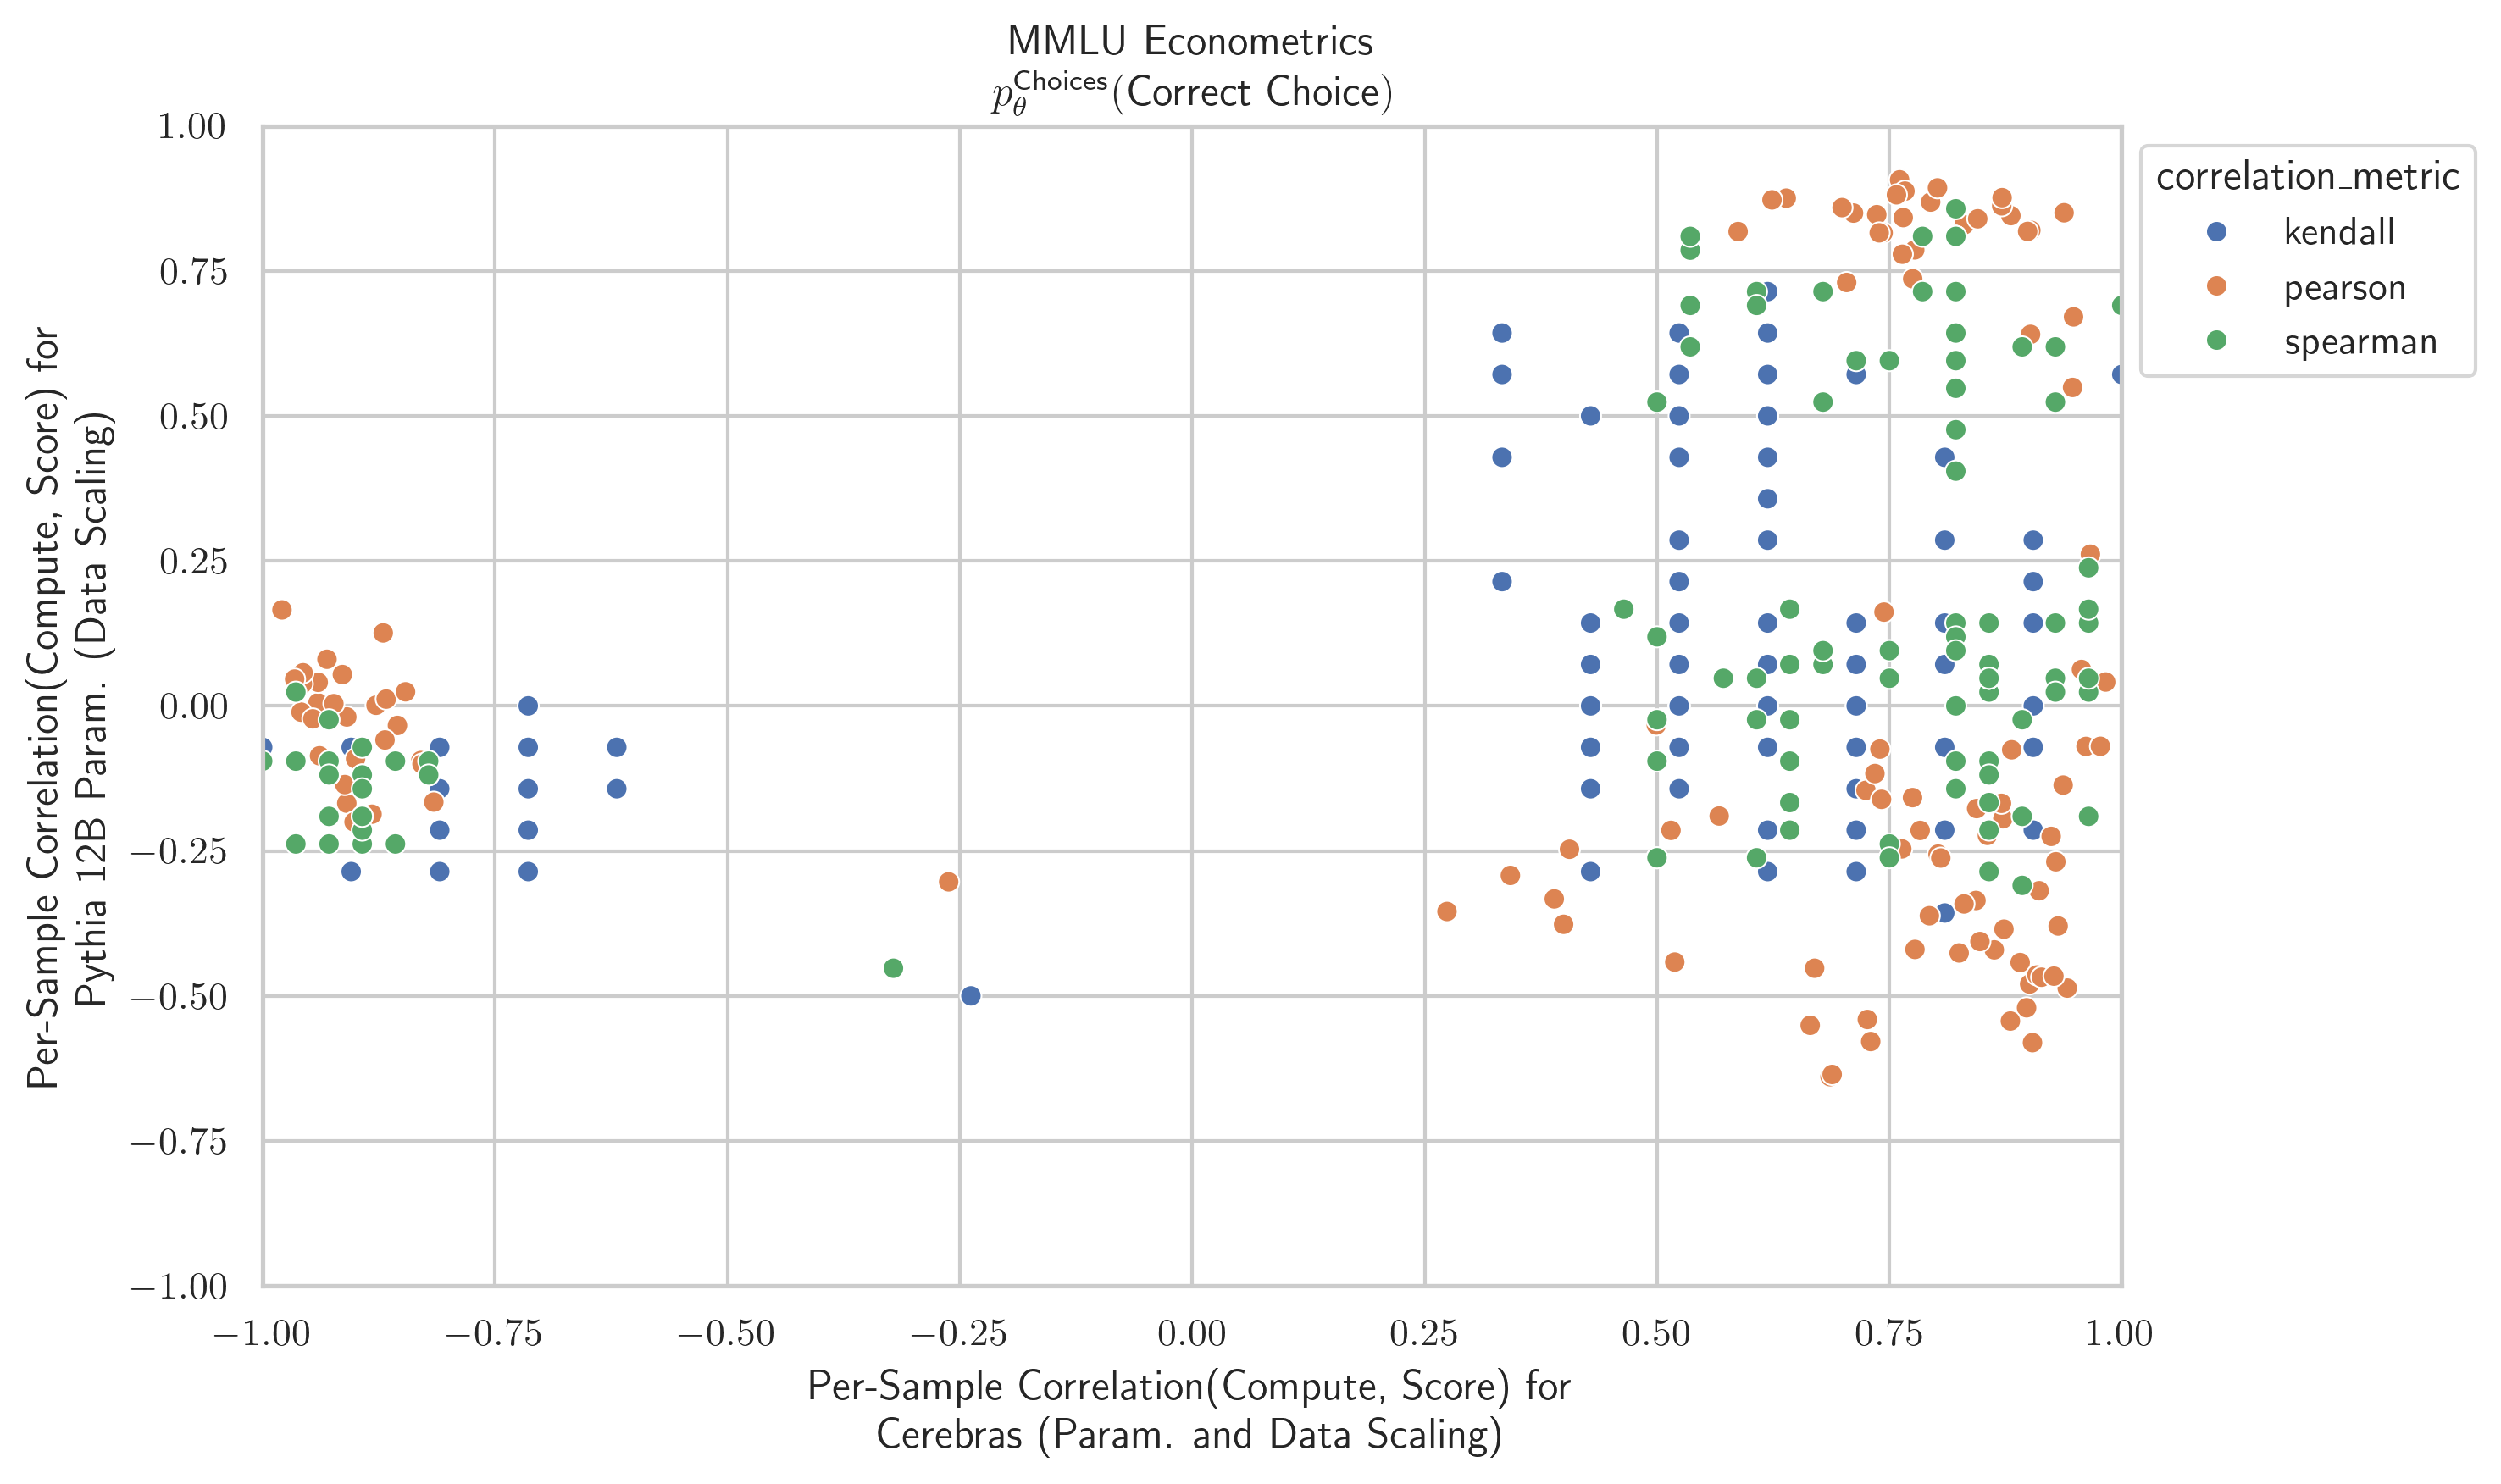 MMLU Econometrics
p_θ^Choices(Correct Choice)
1.00
0.75
0.50
0.25
0.00
−0.25
−0.50
−0.75
−1.00
Per-Sample Correlation(Compute, Score) for
Pythia 12B Param. (Data Scaling)
correlation_metric
kendall
pearson
spearman
−1.00 −0.75 −0.50 −0.25 0.00 0.25 0.50 0.75 1.00
Per-Sample Correlation(Compute, Score) for
Cerebras (Param. and Data Scaling)